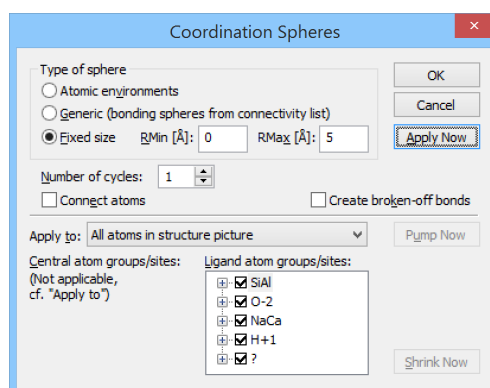 Coordination Spheres
Type of sphere
Atomic environments
Generic (bonding spheres from connectivity list)
Fixed size RMin [Å]: 0 RMax [Å]: 5
OK
Cancel
Apply Now
Number of cycles: 1
Connect atoms Create broken-off bonds
Apply to: All atoms in structure picture Pump Now
Central atom groups/sites: Ligand atom groups/sites:
(Not applicable,
cf. "Apply to")
SiAl
O-2
NaCa
H+1
?
Shrink Now